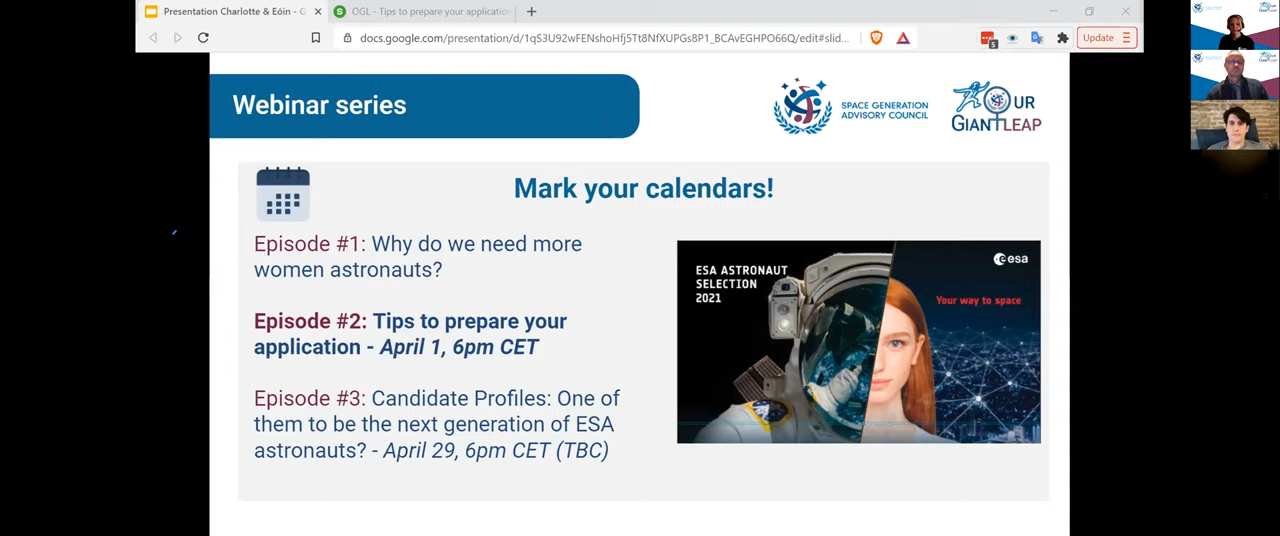 Presentation Charlotte & Eóin - G
OGL - Tips to prepare your application
docs.google.com/presentation/d/1qS3U92wFENshoHfj5Tt8NfXUPGs8P1_BCAvEGHPO66Q/edit#slid...
5
Update
Webinar series
SPACE GENERATION
ADVISORY COUNCIL
OUR
GIANTLEAP
Mark your calendars!
Episode #1: Why do we need more
women astronauts?
Episode #2: Tips to prepare your
application - April 1, 6pm CET
Episode #3: Candidate Profiles: One of
them to be the next generation of ESA
astronauts? - April 29, 6pm CET (TBC)
ESA ASTRONAUT
SELECTION
2021
esa
Your way to space